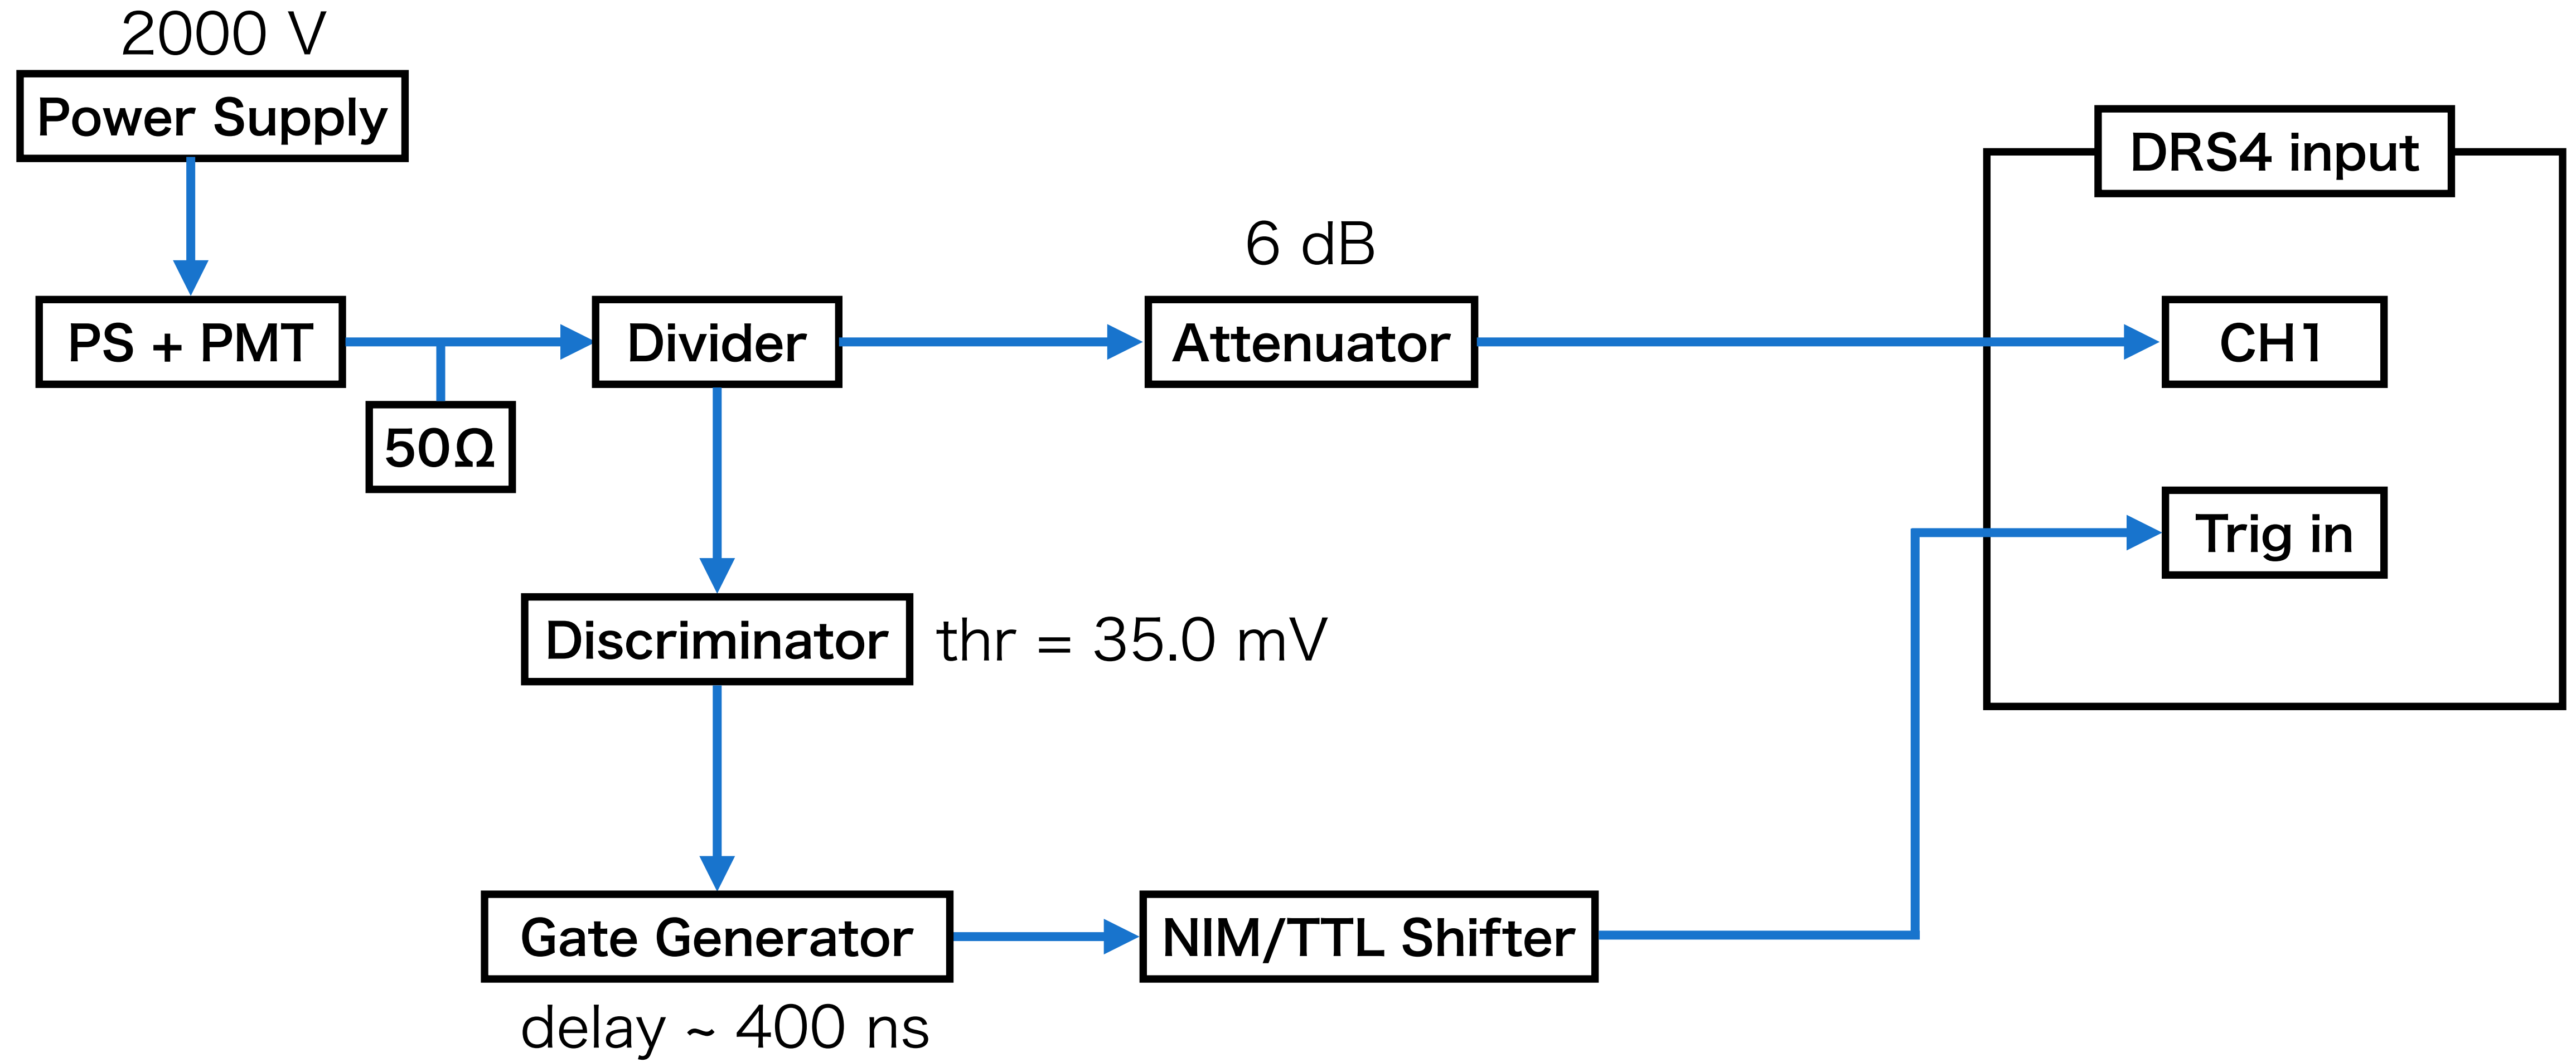 2000 V
Power Supply
DRS4 input
6 dB
PS + PMT
Divider
Attenuator
CH1
50Ω
Trig in
Discriminator
thr = 35.0 mV
Gate Generator
NIM/TTL Shifter
delay ~ 400 ns